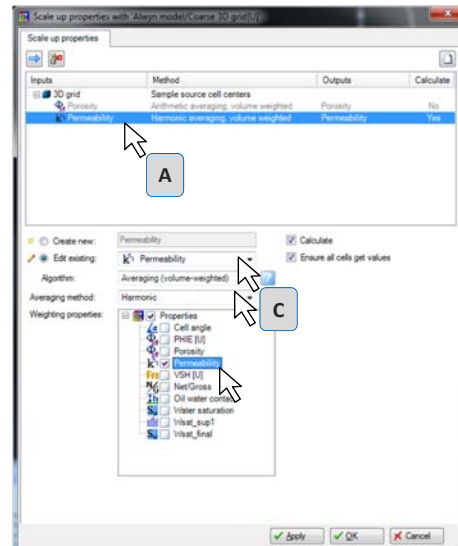 Scale up properties with 'Alwyn model/Coarse 3D grid[U]'
Scale up properties
Inputs Method Outputs Calculate
3D grid Sample source cell centers
Porosity Arithmetic averaging, volume weighted Porosity No
Permeability Harmonic averaging, volume weighted Permeability Yes
A
Create new: Permeability Calculate
Edit existing: Permeability Ensure all cells get values
Algorithm: Averaging (volume-weighted) ?
Averaging method: Harmonic
C
Weighting properties: Properties
Cell angle
PHIE [U]
Porosity
Permeability
VSH [U]
Net/Gross
Oil water contact
Water saturation
Wsat_sup1
Wsat_final
Apply OK Cancel